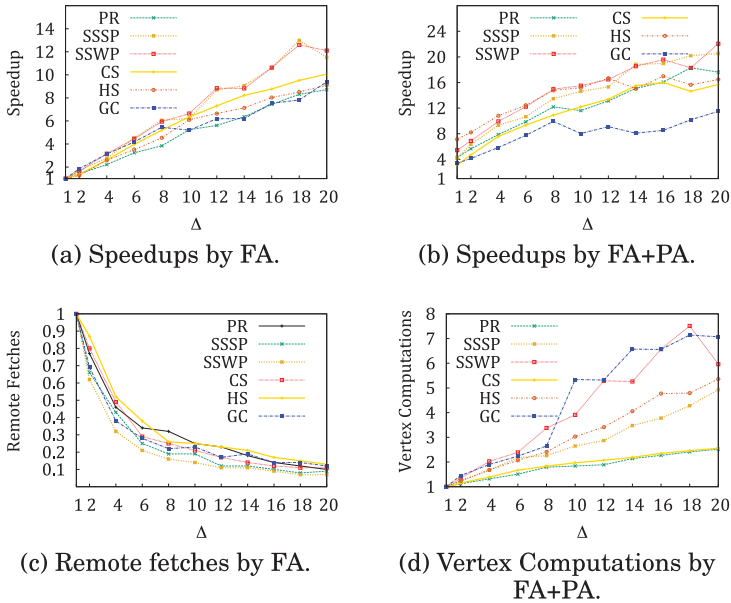 PR
SSSP
SSWP
CS
HS
GC
Speedup
14
12
10
8
6
4
2
1
1 2 4 6 8 10 12 14 16 18 20
Δ
(a) Speedups by FA.
PR
SSSP
SSWP
CS
HS
GC
Speedup
24
20
16
12
8
4
1
1 2 4 6 8 10 12 14 16 18 20
Δ
(b) Speedups by FA+PA.
PR
SSSP
SSWP
CS
HS
GC
Remote Fetches
1
0.9
0.8
0.7
0.6
0.5
0.4
0.3
0.2
0.1
1 2 4 6 8 10 12 14 16 18 20
Δ
(c) Remote fetches by FA.
PR
SSSP
SSWP
CS
HS
GC
Vertex Computations
8
7
6
5
4
3
2
1
1 2 4 6 8 10 12 14 16 18 20
Δ
(d) Vertex Computations by
FA+PA.